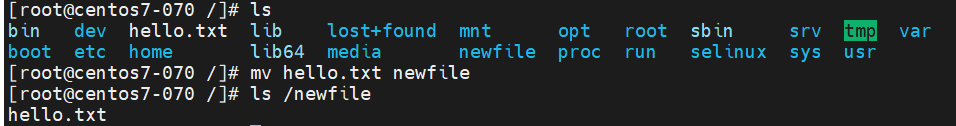 [root@centos7-070 /]# ls
bin   dev  hello.txt  lib    lost+found  mnt      opt   root  sbin     srv  tmp  var
boot  etc  home       lib64  media       newfile  proc  run   selinux  sys  usr
[root@centos7-070 /]# mv hello.txt newfile
[root@centos7-070 /]# ls /newfile
hello.txt